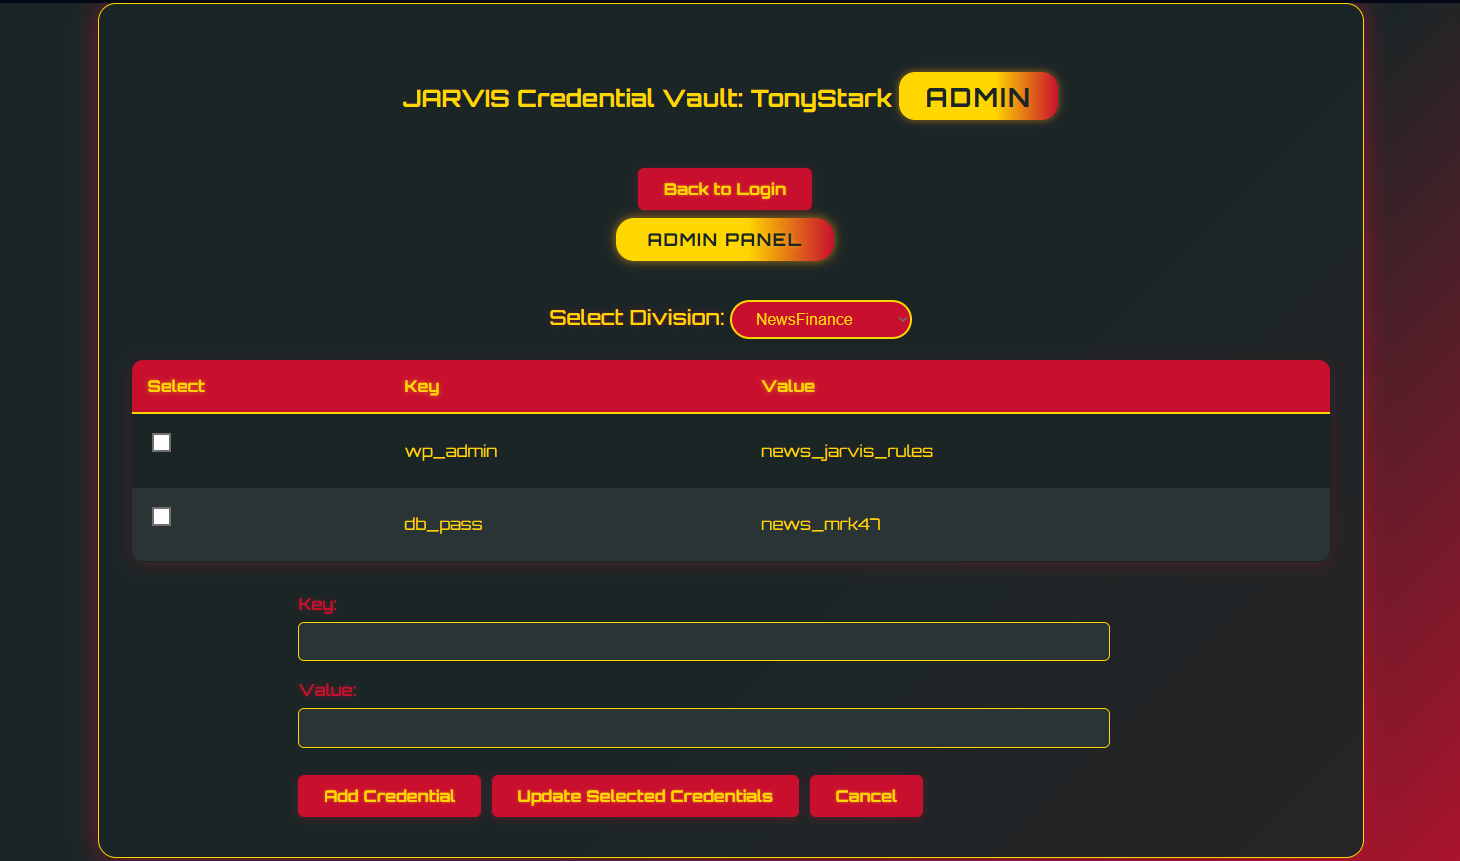 JARVIS Credential Vault: TonyStark ADMIN
Back to Login
ADMIN PANEL
Select Division: NewsFinance
Select Key Value
wp_admin news_jarvis_rules
db_pass news_mrk47
Key:
Value:
Add Credential Update Selected Credentials Cancel